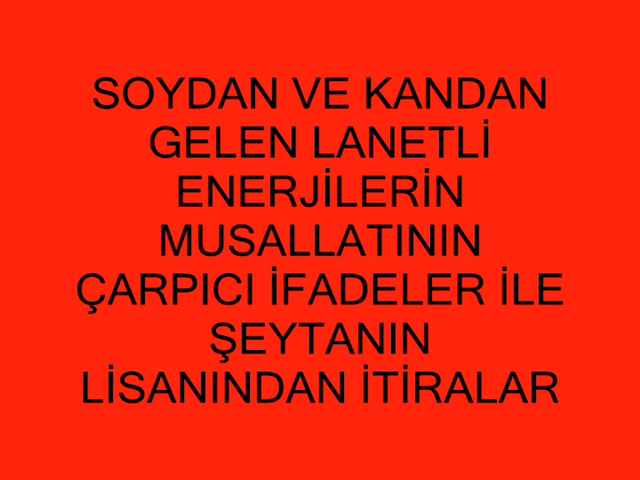 SOYDAN VE KANDAN
GELEN LANETLİ
ENERJİLERİN
MUSALLATININ
ÇARPICI İFADELER İLE
ŞEYTANIN
LİSANINDAN İTİRALAR